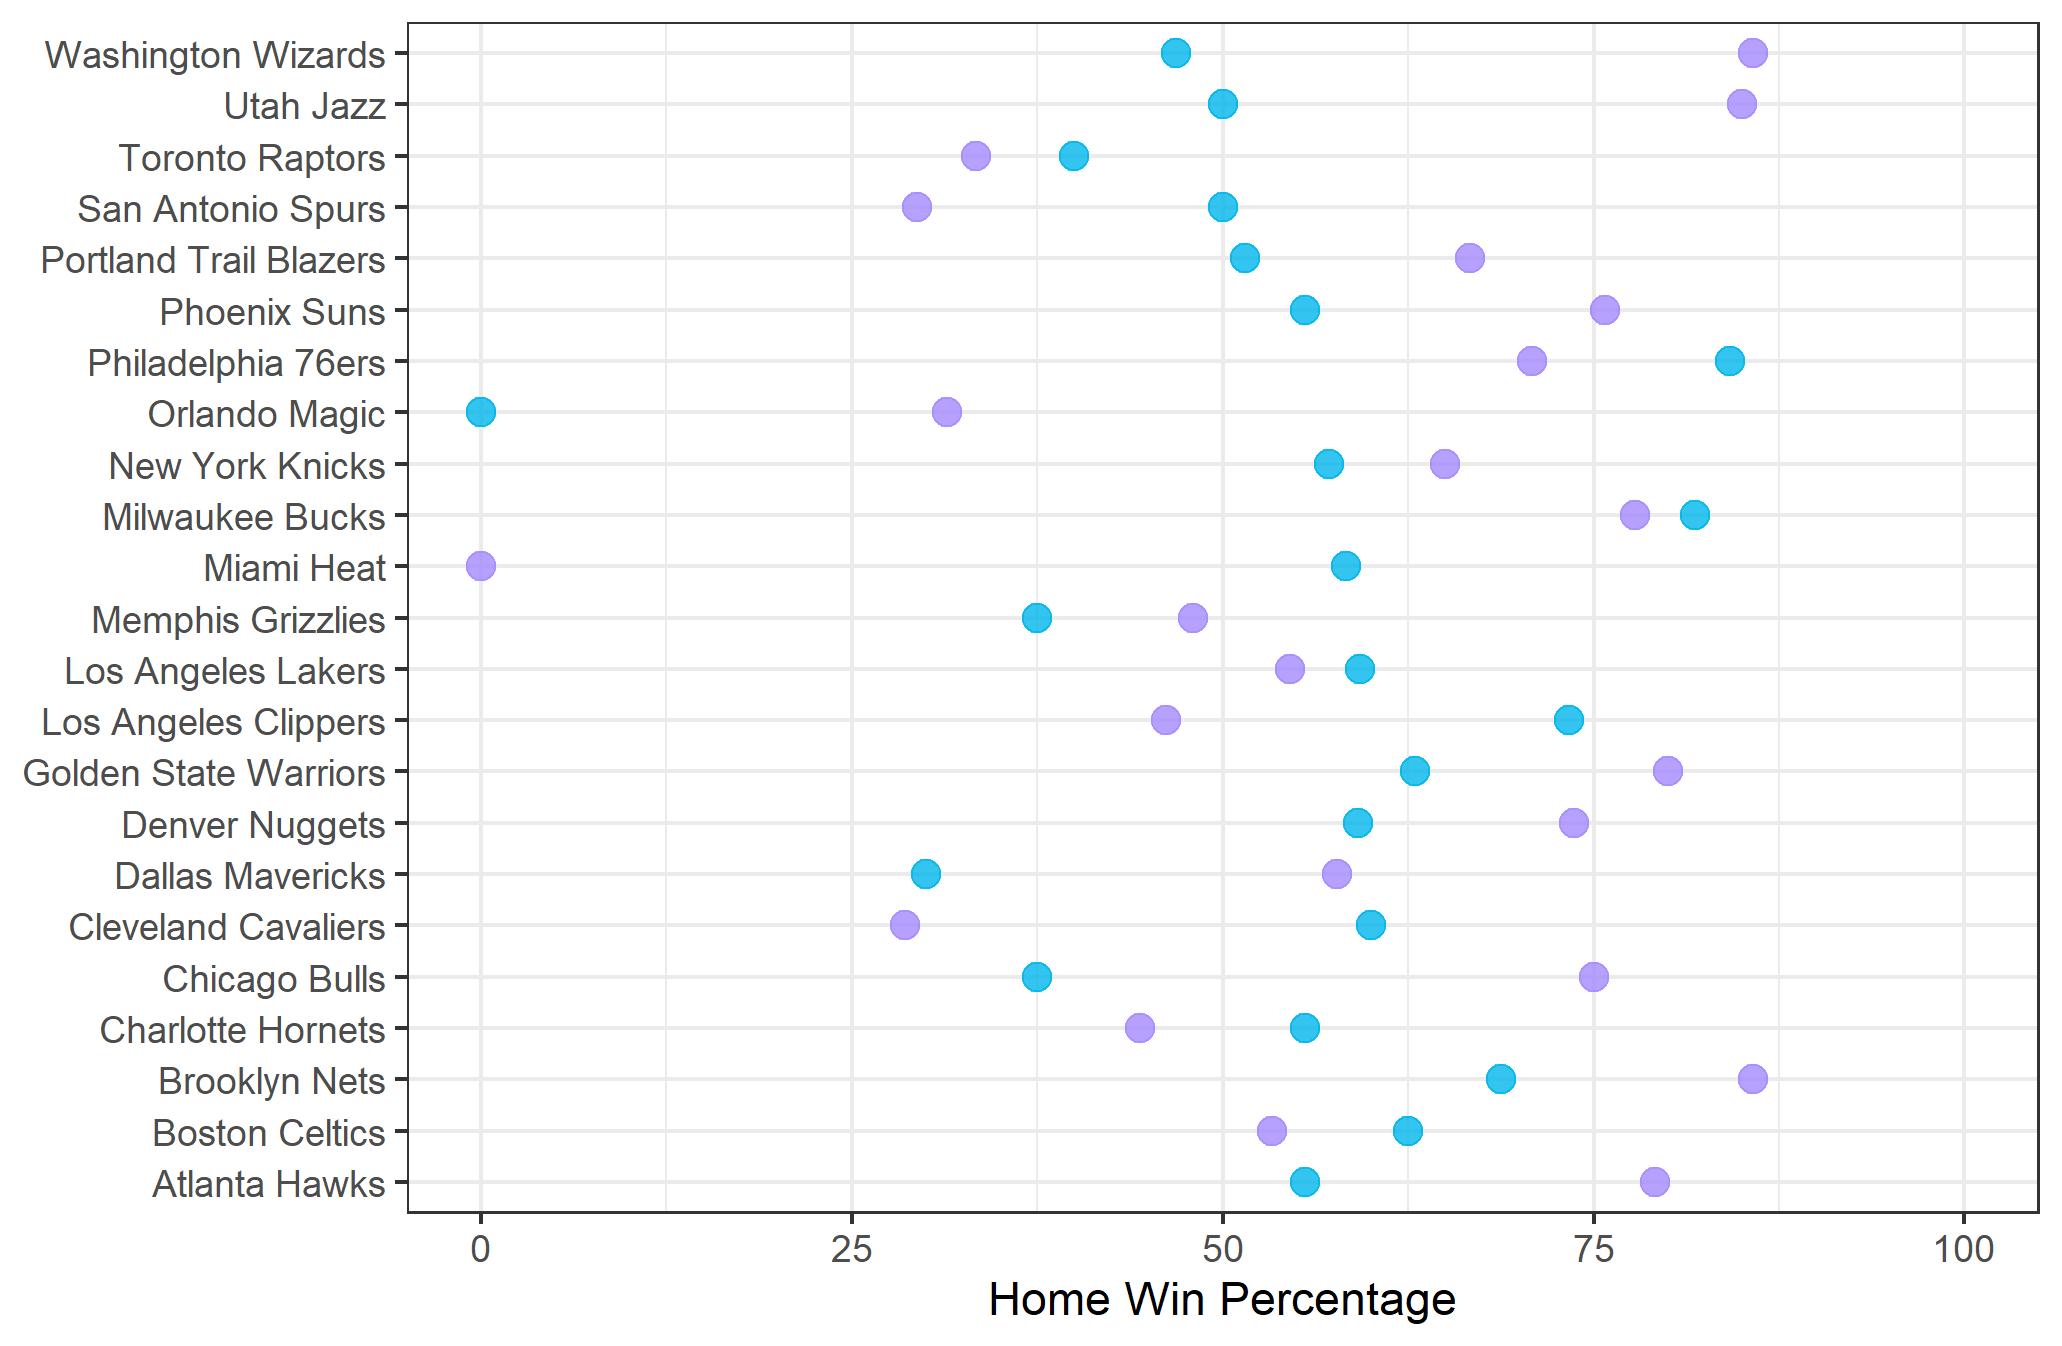 Washington Wizards
Utah Jazz
Toronto Raptors
San Antonio Spurs
Portland Trail Blazers
Phoenix Suns
Philadelphia 76ers
Orlando Magic
New York Knicks
Milwaukee Bucks
Miami Heat
Memphis Grizzlies
Los Angeles Lakers
Los Angeles Clippers
Golden State Warriors
Denver Nuggets
Dallas Mavericks
Cleveland Cavaliers
Chicago Bulls
Charlotte Hornets
Brooklyn Nets
Boston Celtics
Atlanta Hawks
0 25 50 75 100
Home Win Percentage